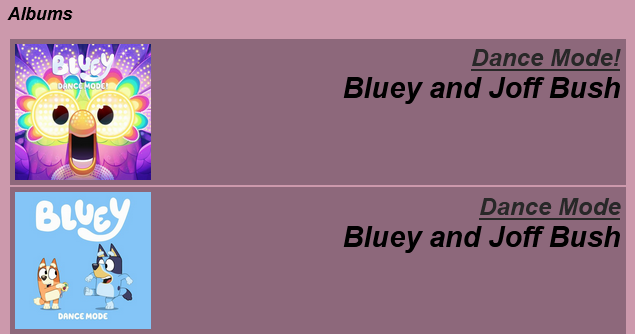 Albums
BLUEY
DANCE MODE!
Dance Mode!
Bluey and Joff Bush
BLUEY
DANCE MODE
Dance Mode
Bluey and Joff Bush